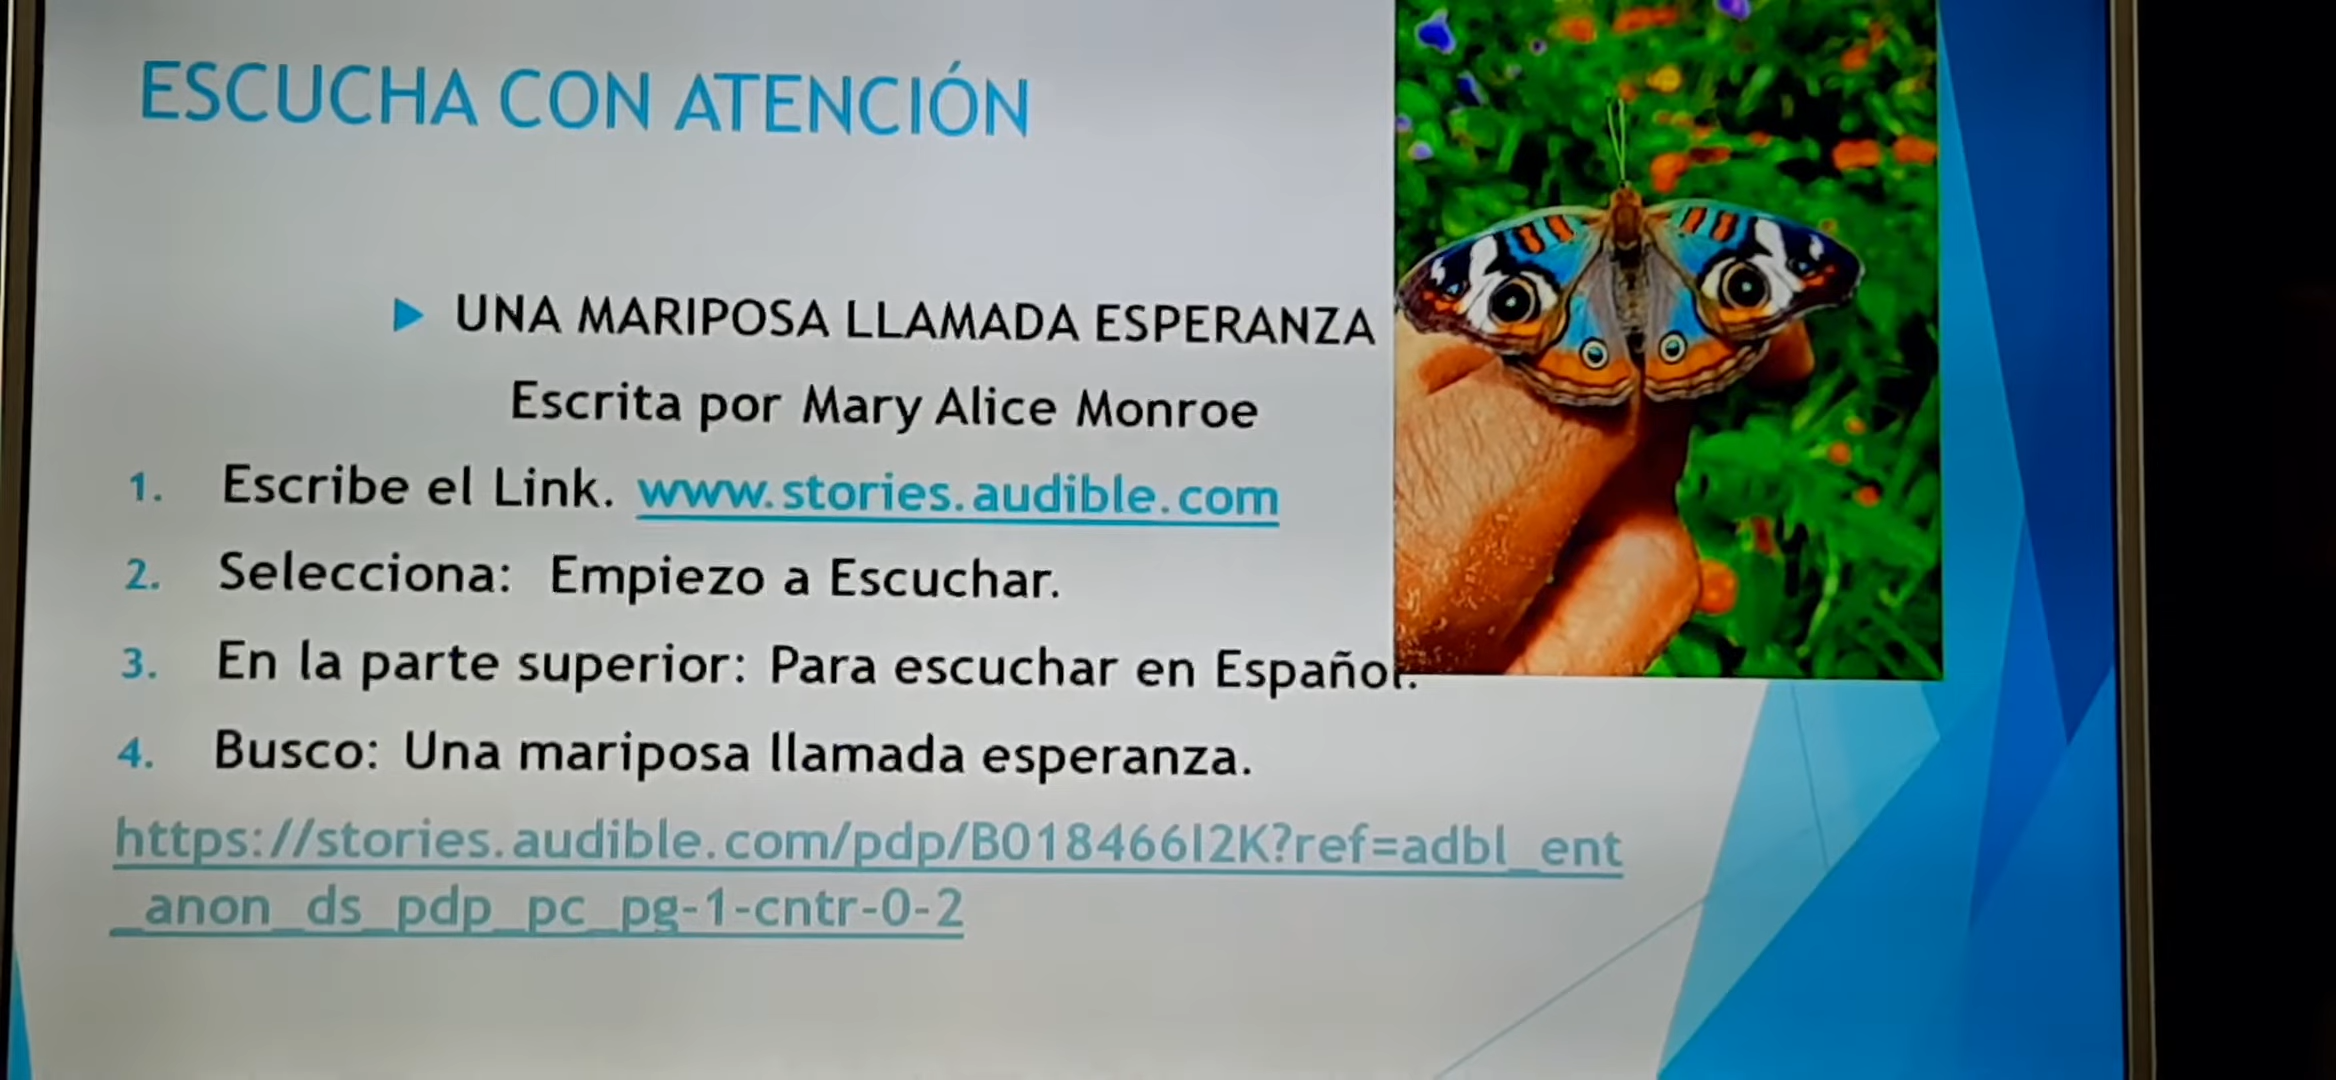 ESCUCHA CON ATENCIÓN
UNA MARIPOSA LLAMADA ESPERANZA
Escrita por Mary Alice Monroe
1. Escribe el Link. www.stories.audible.com
2. Selecciona: Empiezo a Escuchar.
3. En la parte superior: Para escuchar en Español.
4. Busco: Una mariposa llamada esperanza.
https://stories.audible.com/pdp/B018466I2K?ref=adbl_ent
_anon_ds_pdp_pc_pg-1-cntr-0-2